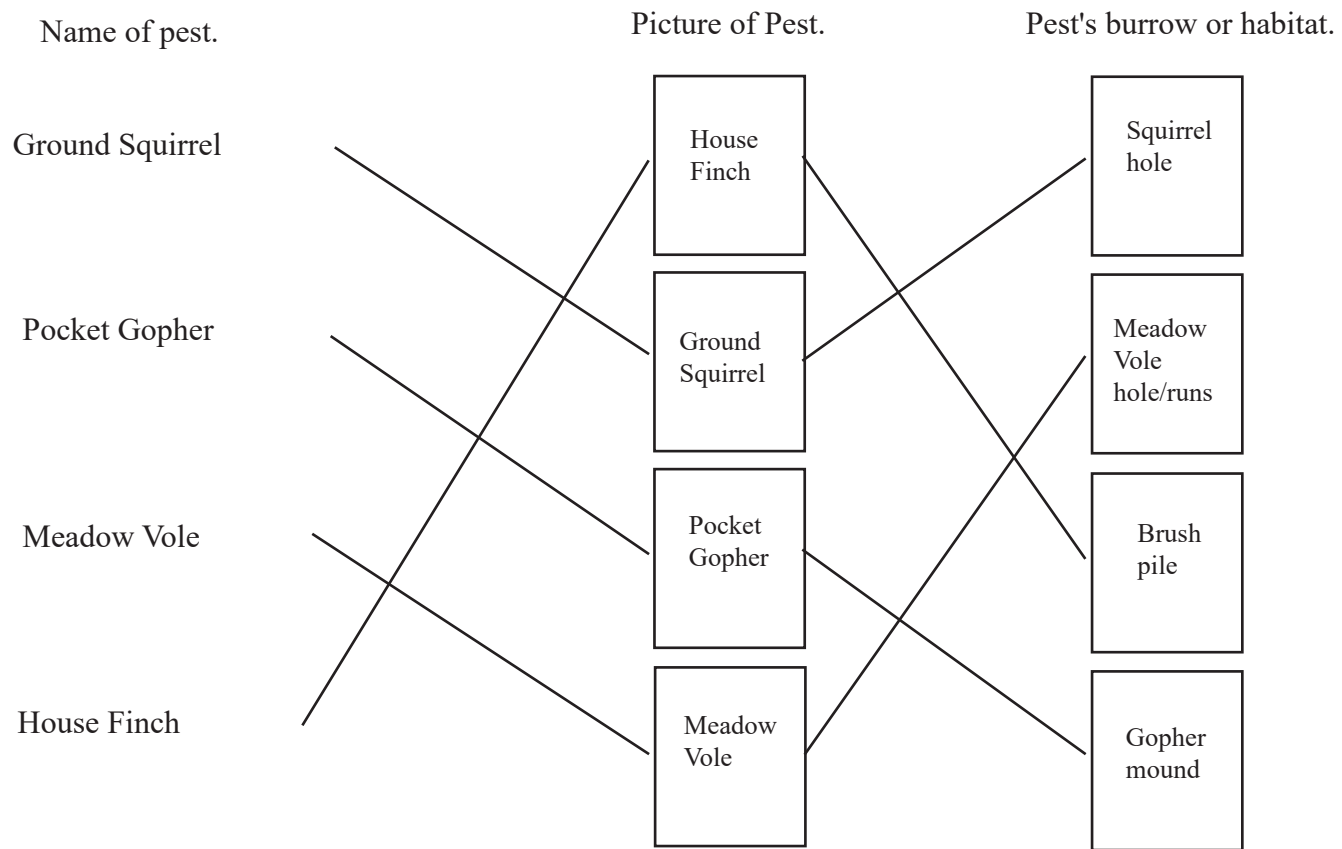 Name of pest.
Picture of Pest.
Pest's burrow or habitat.
Ground Squirrel
Pocket Gopher
Meadow Vole
House Finch
House
Finch
Ground
Squirrel
Pocket
Gopher
Meadow
Vole
Squirrel
hole
Meadow
Vole
hole/runs
Brush
pile
Gopher
mound